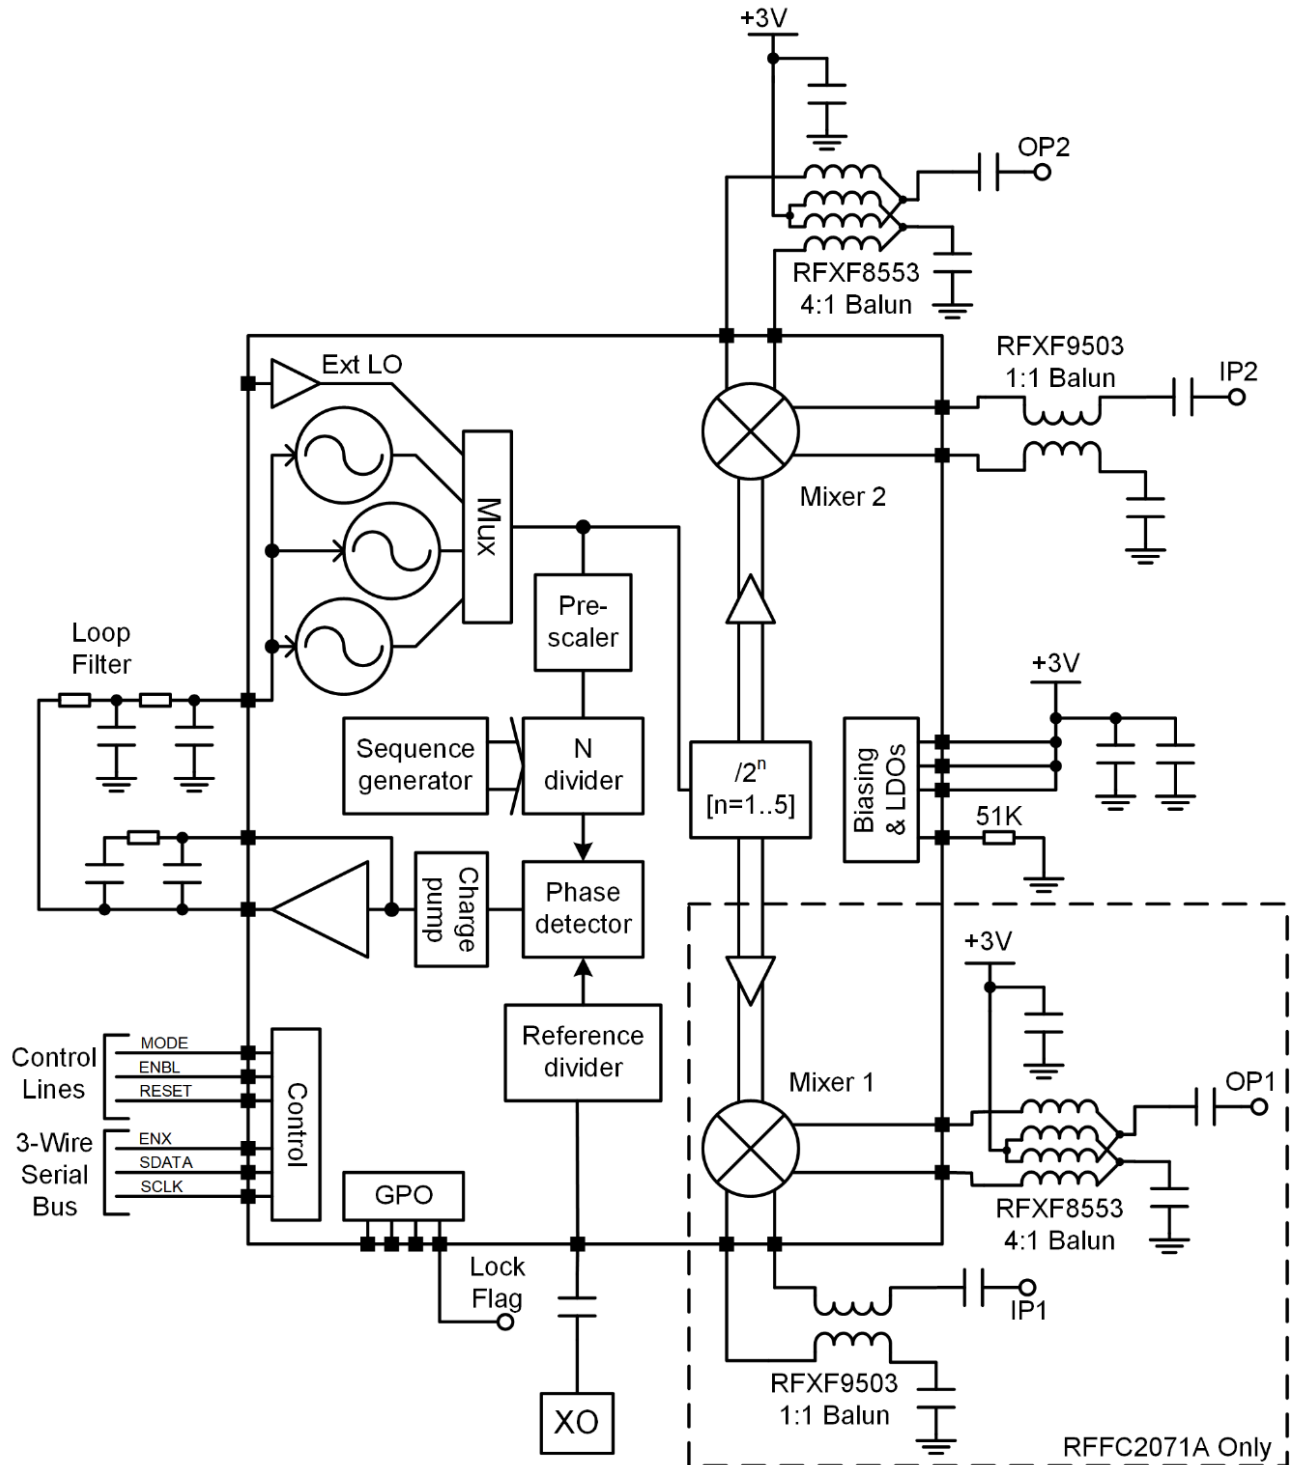 +3V
OP2
RFXF8553
4:1 Balun
Ext LO
RFXF9503
1:1 Balun
IP2
Mux
Mixer 2
Pre-
scaler
Loop
Filter
+3V
Sequence
generator
N
divider
/2ⁿ
[n=1..5]
Biasing
& LDOs
51K
Charge
pump
Phase
detector
+3V
Reference
divider
Control
Lines
MODE
ENBL
RESET
3-Wire
Serial
Bus
ENX
SDATA
SCLK
Control
Mixer 1
OP1
GPO
RFXF8553
4:1 Balun
Lock
Flag
IP1
RFXF9503
1:1 Balun
XO
RFFC2071A Only